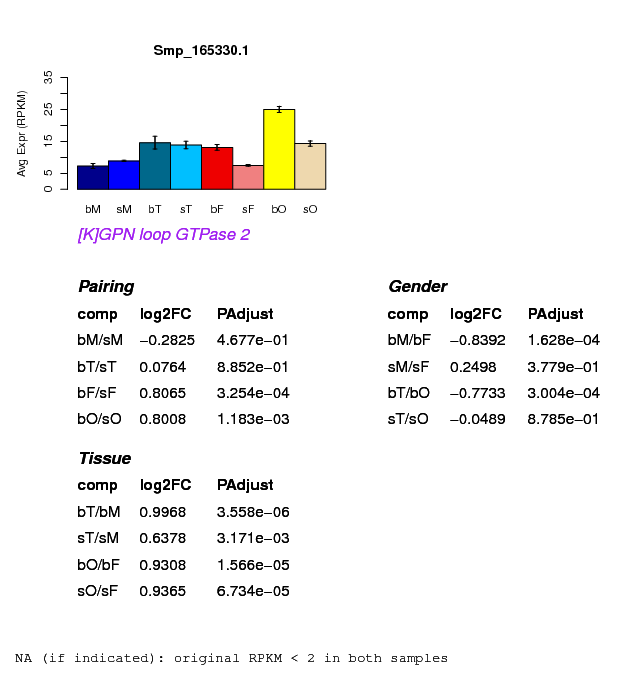 Smp_165330.1
Avg Expr (RPKM)
35
25
15
5
0
bM sM bT sT bF sF bO sO
[K]GPN loop GTPase 2
Pairing
comp log2FC PAdjust
bM/sM −0.2825 4.677e−01
bT/sT 0.0764 8.852e−01
bF/sF 0.8065 3.254e−04
bO/sO 0.8008 1.183e−03
Gender
comp log2FC PAdjust
bM/bF −0.8392 1.628e−04
sM/sF 0.2498 3.779e−01
bT/bO −0.7733 3.004e−04
sT/sO −0.0489 8.785e−01
Tissue
comp log2FC PAdjust
bT/bM 0.9968 3.558e−06
sT/sM 0.6378 3.171e−03
bO/bF 0.9308 1.566e−05
sO/sF 0.9365 6.734e−05
NA (if indicated): original RPKM < 2 in both samples